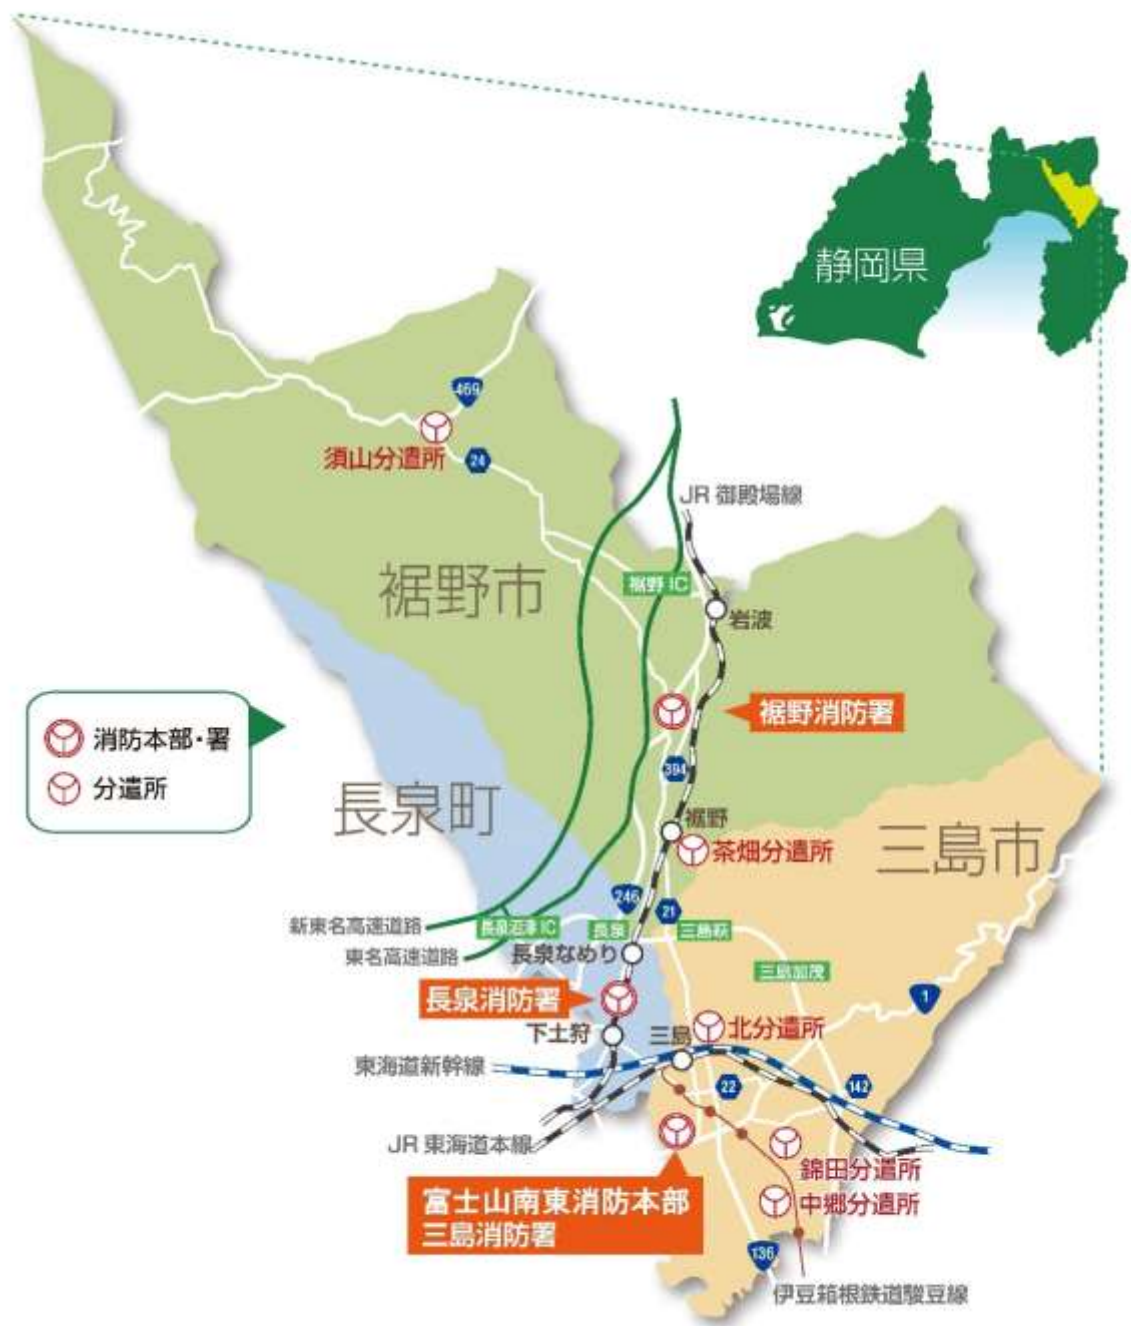 静岡県
469
須山分遣所
24
JR 御殿場線
裾野市
裾野 IC
岩波
裾野消防署
消防本部・署
分遣所
394
長泉町
裾野
茶畑分遣所
三島市
246
21
新東名高速道路
長泉沼津IC
長泉
三島萩
東名高速道路
長泉なめり
三島加茂
長泉消防署
1
下土狩
三島
北分遣所
東海道新幹線
22
142
JR 東海道本線
錦田分遣所
中郷分遣所
富士山南東消防本部
三島消防署
136
伊豆箱根鉄道駿豆線